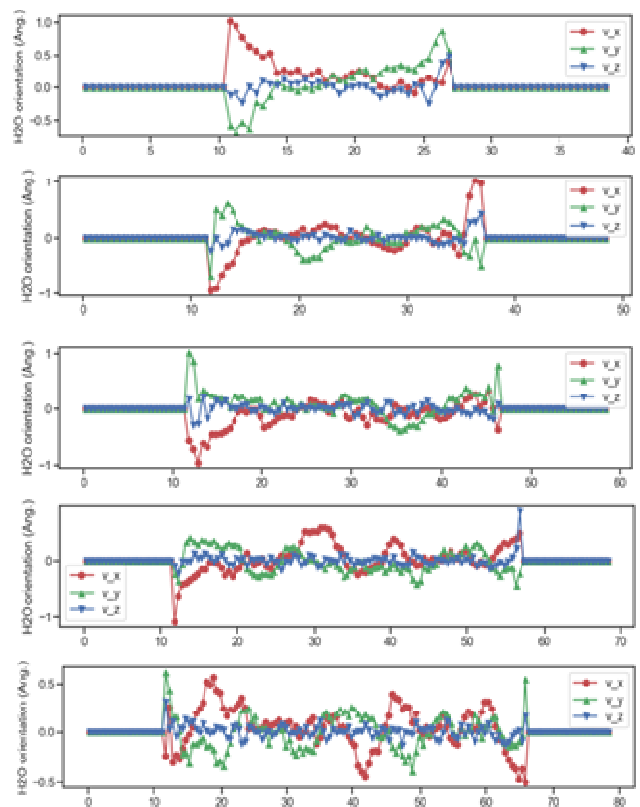 H2O orientation (Ang.)
1.0
0.5
0.0
−0.5
v_x
v_y
v_z
0 5 10 15 20 25 30 35 40
H2O orientation (Ang.)
1
0
−1
v_x
v_y
v_z
0 10 20 30 40 50
H2O orientation (Ang.)
1
0
−1
v_x
v_y
v_z
0 10 20 30 40 50 60
H2O orientation (Ang.)
0
−1
v_x
v_y
v_z
0 10 20 30 40 50 60 70
H2O orientation (Ang.)
0.5
0.0
−0.5
v_x
v_y
v_z
0 10 20 30 40 50 60 70 80